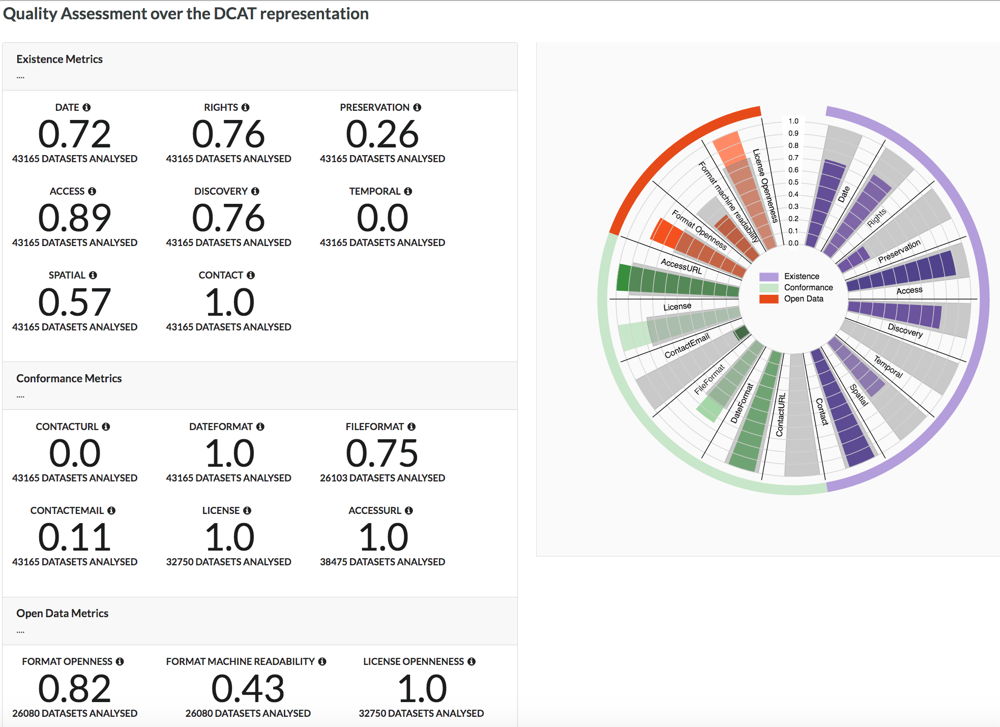 Quality Assessment over the DCAT representation
Existence Metrics
....
DATE
0.72
43165 DATASETS ANALYSED
RIGHTS
0.76
43165 DATASETS ANALYSED
PRESERVATION
0.26
43165 DATASETS ANALYSED
ACCESS
0.89
43165 DATASETS ANALYSED
DISCOVERY
0.76
43165 DATASETS ANALYSED
TEMPORAL
0.0
43165 DATASETS ANALYSED
SPATIAL
0.57
43165 DATASETS ANALYSED
CONTACT
1.0
43165 DATASETS ANALYSED
Conformance Metrics
....
CONTACTURL
0.0
43165 DATASETS ANALYSED
DATEFORMAT
1.0
43165 DATASETS ANALYSED
FILEFORMAT
0.75
26103 DATASETS ANALYSED
CONTACTEMAIL
0.11
43165 DATASETS ANALYSED
LICENSE
1.0
32750 DATASETS ANALYSED
ACCESSURL
1.0
38475 DATASETS ANALYSED
Open Data Metrics
....
FORMAT OPENNESS
0.82
26080 DATASETS ANALYSED
FORMAT MACHINE READABILITY
0.43
26080 DATASETS ANALYSED
LICENSE OPENNENESS
1.0
32750 DATASETS ANALYSED
1.0
0.9
0.8
0.7
0.6
0.5
0.4
0.3
0.2
0.1
0.0
Date
Rights
Preservation
Access
Discovery
Temporal
Spatial
Contact
ContactURL
DateFormat
FileFormat
ContactEmail
License
AccessURL
Format Openness
Format machine readability
License Openneness
Existence
Conformance
Open Data